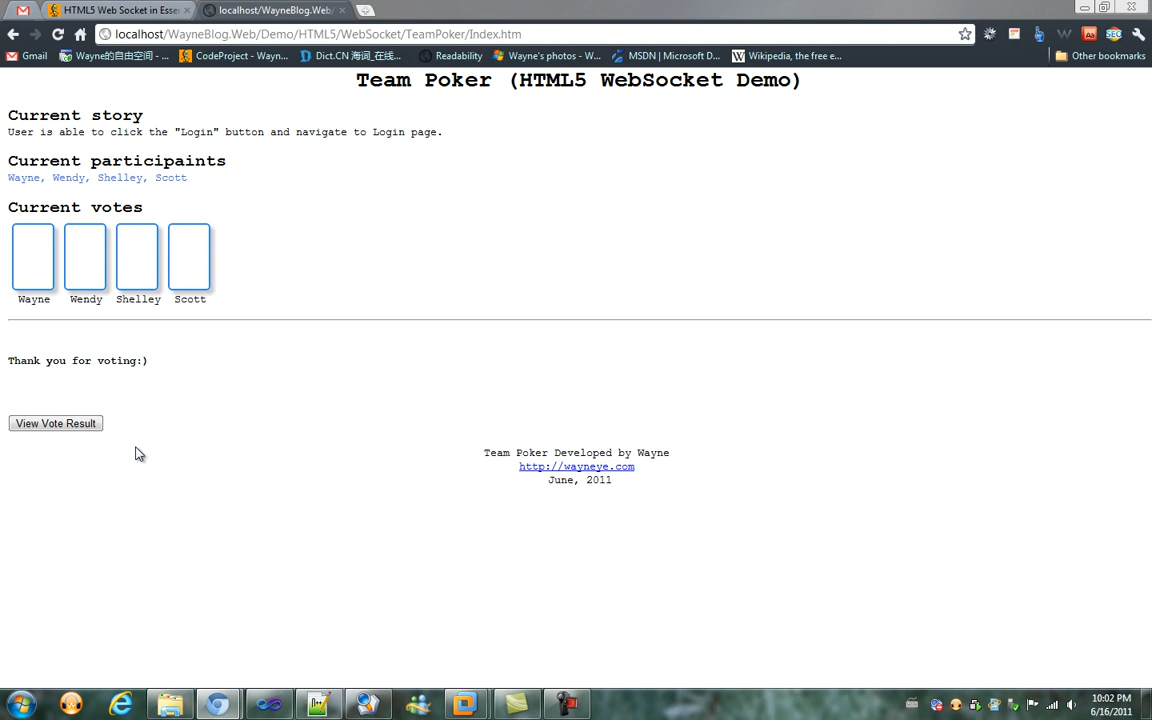 HTML5 Web Socket in Esser
localhost/WayneBlog.Web/
localhost/WayneBlog.Web/Demo/HTML5/WebSocket/TeamPoker/Index.htm
Gmail
Wayne的自由空间 - ...
CodeProject - Wayn...
Dict.CN 海词_在线...
Readability
Wayne's photos - W...
MSDN | Microsoft D...
Wikipedia, the free e...
Other bookmarks
Team Poker (HTML5 WebSocket Demo)
Current story
User is able to click the "Login" button and navigate to Login page.
Current participaints
Wayne, Wendy, Shelley, Scott
Current votes
Wayne Wendy Shelley Scott
Thank you for voting:)
View Vote Result
Team Poker Developed by Wayne
http://wayneye.com
June, 2011
10:02 PM
6/16/2011